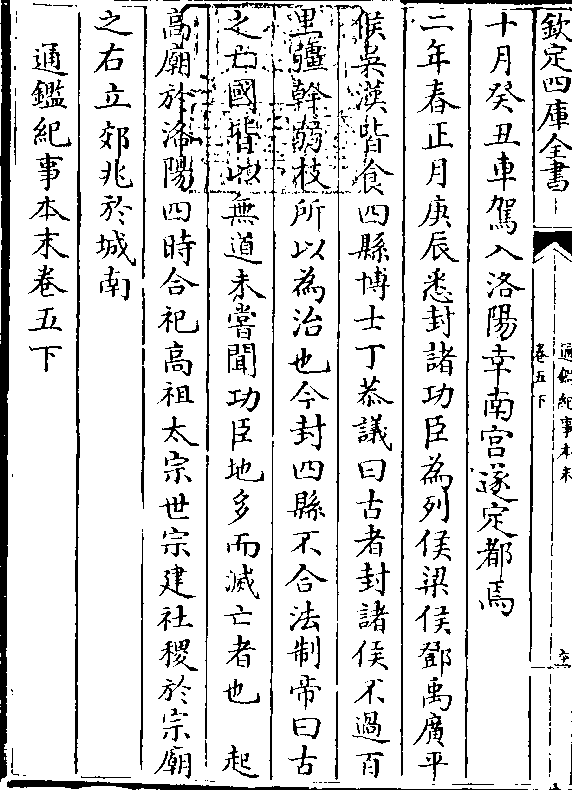 欽定四庫全書
通鑑紀事本末
卷五下
十月癸丑車駕入洛陽幸南宮遂定都焉
二年春正月庚辰悉封諸功臣為列侯梁侯鄧禹廣平
侯吳漢皆食四縣博士丁恭議曰古者封諸侯不過百
里彊幹弱枝所以為治也今封四縣不合法制帝曰古
之亡國皆以無道未嘗聞功臣地多而滅亡者也　起
高廟於洛陽四時合祀高祖太宗世宗建社稷於宗廟
之右立郊兆於城南
通鑑紀事本末卷五下